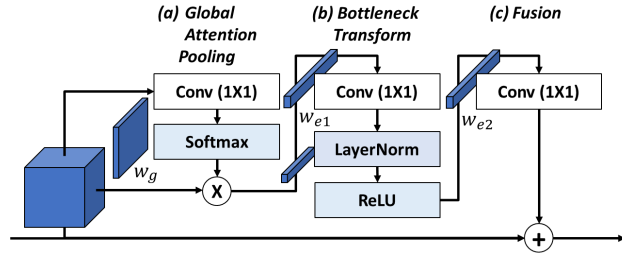 (a) Global
Attention
Pooling
(b) Bottleneck
Transform
(c) Fusion
Conv (1X1)
Softmax
w_g
X
w_e1
Conv (1X1)
LayerNorm
ReLU
w_e2
Conv (1X1)
+